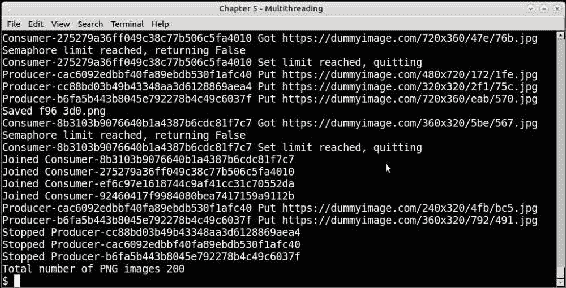 Chapter 5 - Multithreading
File Edit View Search Terminal Help
Consumer-275279a36ff049c38c77b506c5fa4010 Got https://dummyimage.com/720x360/47e/76b.jpg
Semaphore limit reached, returning False
Consumer-275279a36ff049c38c77b506c5fa4010 Set limit reached, quitting
Producer-cac6092edbbf40fa89ebdb530f1afc40 Put https://dummyimage.com/480x720/172/1fe.jpg
Producer-cc88bd03b49b43348aa3d6128869aea4 Put https://dummyimage.com/320x320/2f1/75c.jpg
Producer-b6fa5b443b8045e792278b4c49c6037f Put https://dummyimage.com/720x360/eab/570.jpg
Saved f96 3d0.png
Consumer-8b3103b9076640b1a4387b6cdc81f7c7 Got https://dummyimage.com/360x320/5be/567.jpg
Semaphore limit reached, returning False
Consumer-8b3103b9076640b1a4387b6cdc81f7c7 Set limit reached, quitting
Joined Consumer-8b3103b9076640b1a4387b6cdc81f7c7
Joined Consumer-275279a36ff049c38c77b506c5fa4010
Joined Consumer-ef6c97e1618744c9af41cc31c70552da
Joined Consumer-92460417f9984080bea7417159a9112b
Producer-cac6092edbbf40fa89ebdb530f1afc40 Put https://dummyimage.com/240x320/4fb/bc5.jpg
Producer-b6fa5b443b8045e792278b4c49c6037f Put https://dummyimage.com/360x320/792/491.jpg
Stopped Producer-cc88bd03b49b43348aa3d6128869aea4
Stopped Producer-cac6092edbbf40fa89ebdb530f1afc40
Stopped Producer-b6fa5b443b8045e792278b4c49c6037f
Total number of PNG images 200
$